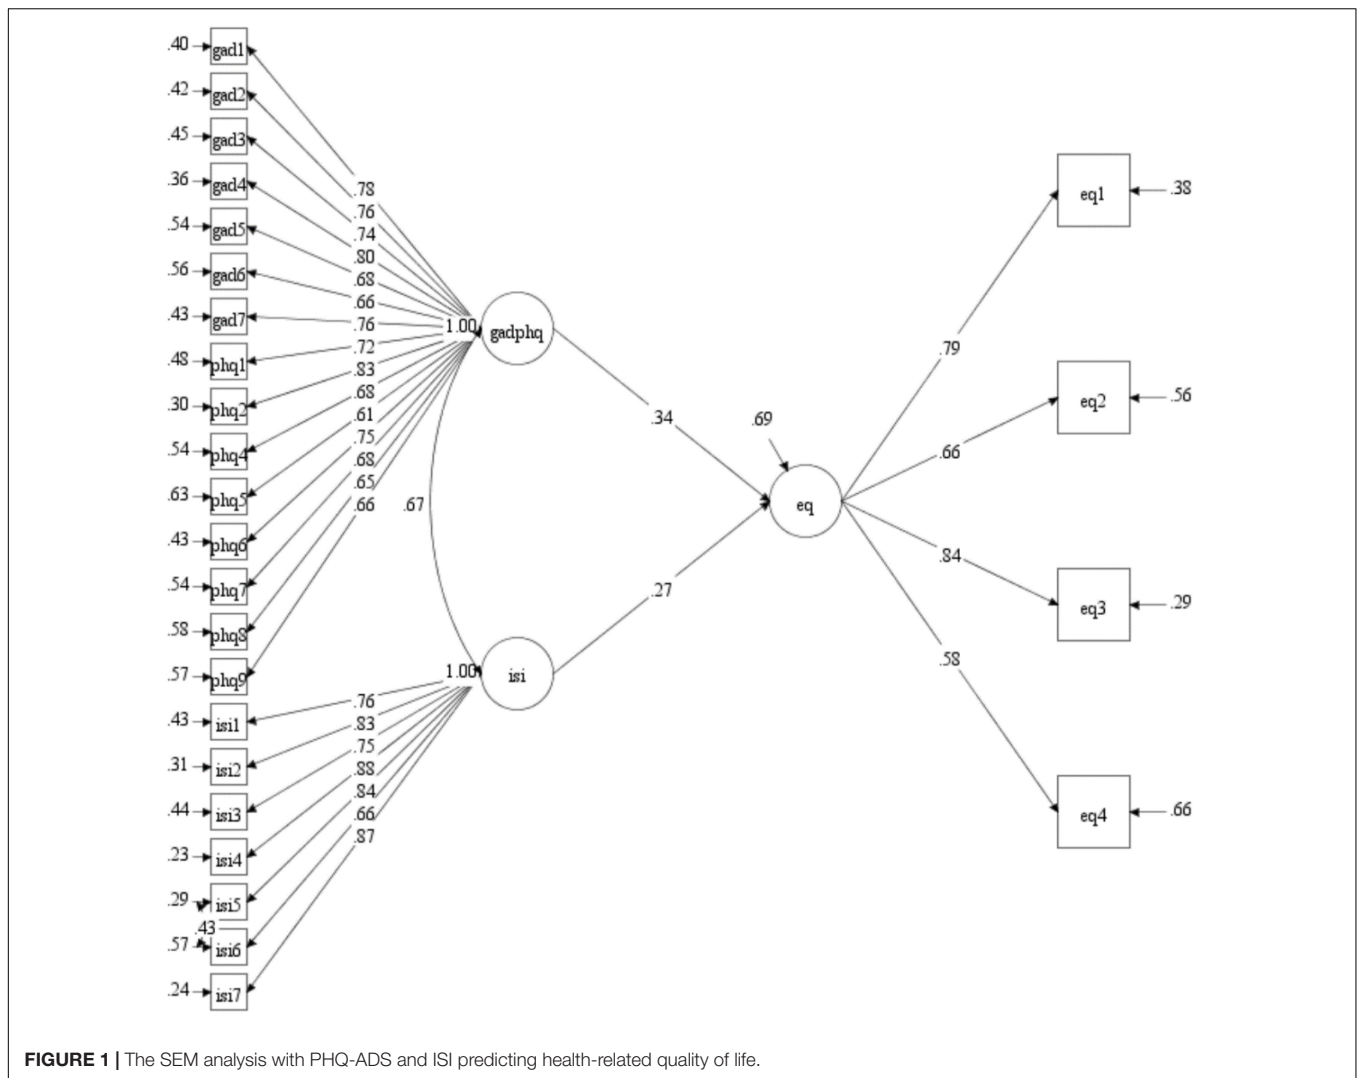 .40 gad1
.42 gad2
.45 gad3
.36 gad4
.54 gad5
.56 gad6
.43 gad7
.48 phq1
.30 phq2
.54 phq4
.63 phq5
.43 phq6
.54 phq7
.58 phq8
.57 phq9
.43 isi1
.31 isi2
.44 isi3
.23 isi4
.29 isi5
.43
.57 isi6
.24 isi7
.78
.76
.74
.80
.68
.66
.76
.72
.83
.68
.61
.75
.68
.65
.66
.67
.76
.83
.75
.88
.84
.66
.87
1.00 gadphq
1.00 isi
.34
.27
.69
eq
.79
.66
.84
.58
eq1 .38
eq2 .56
eq3 .29
eq4 .66
FIGURE 1 | The SEM analysis with PHQ-ADS and ISI predicting health-related quality of life.